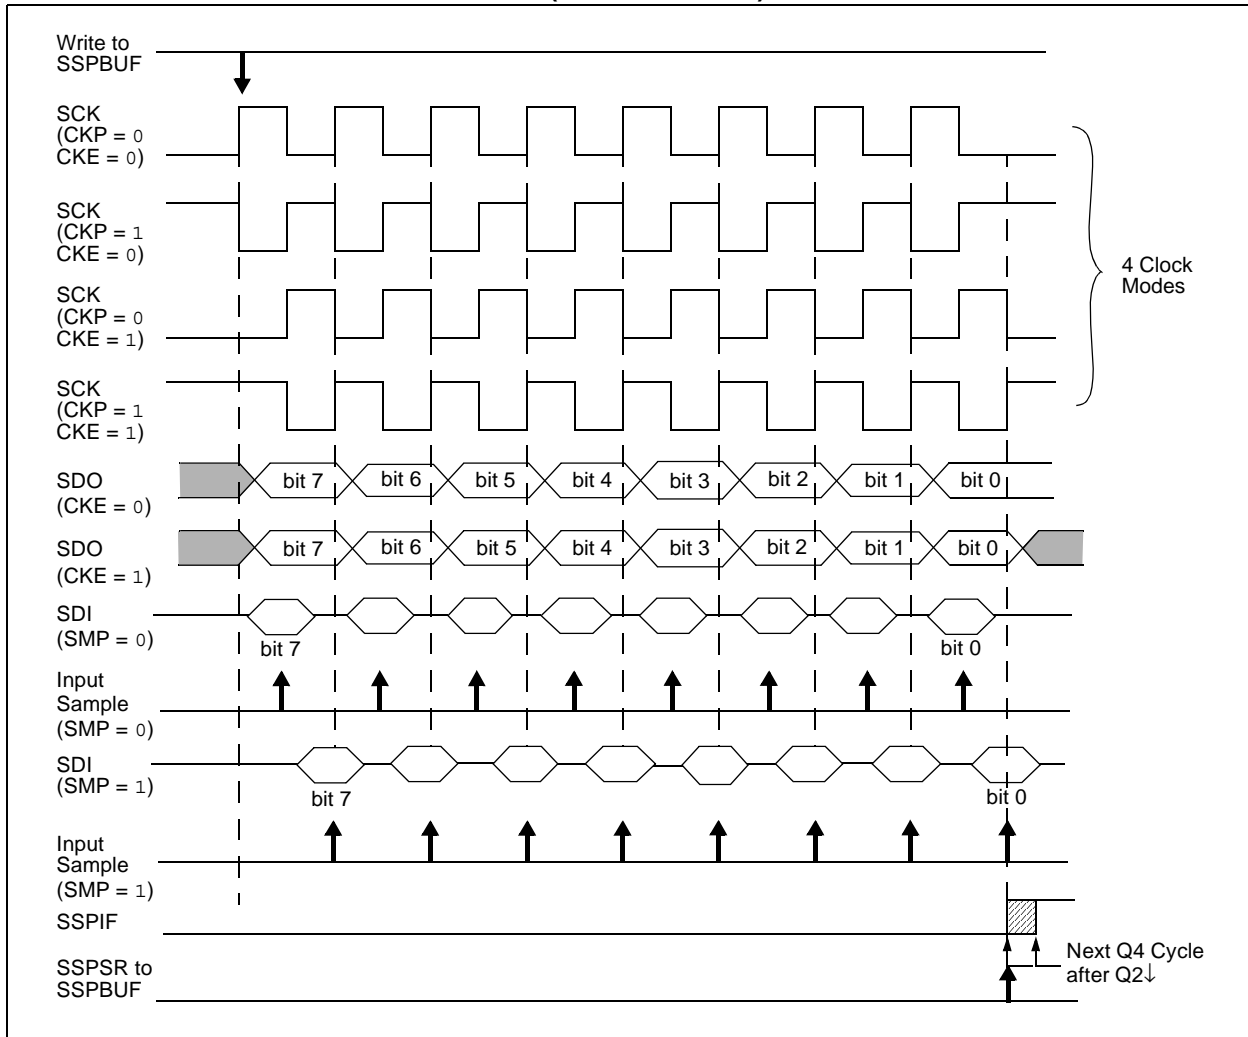 Write to
SSPBUF
SCK
(CKP = 0
CKE = 0)
SCK
(CKP = 1
CKE = 0)
SCK
(CKP = 0
CKE = 1)
SCK
(CKP = 1
CKE = 1)
4 Clock
Modes
SDO
(CKE = 0)
bit 7 bit 6 bit 5 bit 4 bit 3 bit 2 bit 1 bit 0
SDO
(CKE = 1)
bit 7 bit 6 bit 5 bit 4 bit 3 bit 2 bit 1 bit 0
SDI
(SMP = 0)
bit 7 bit 0
Input
Sample
(SMP = 0)
SDI
(SMP = 1)
bit 7 bit 0
Input
Sample
(SMP = 1)
SSPIF
Next Q4 Cycle
after Q2↓
SSPSR to
SSPBUF